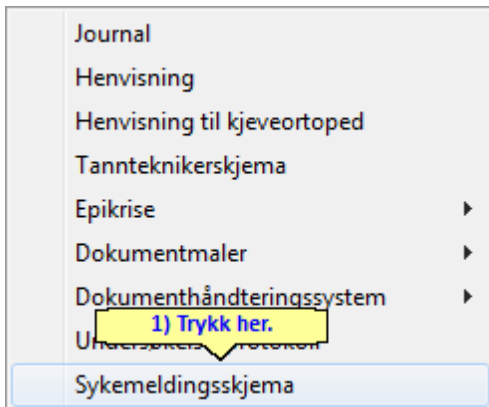 Journal
Henvisning
Henvisning til kjeveortoped
Tannteknikerskjema
Epikrise
Dokumentmaler
Dokumenthåndteringssystem
1) Trykk her.
Sykemeldingsskjema